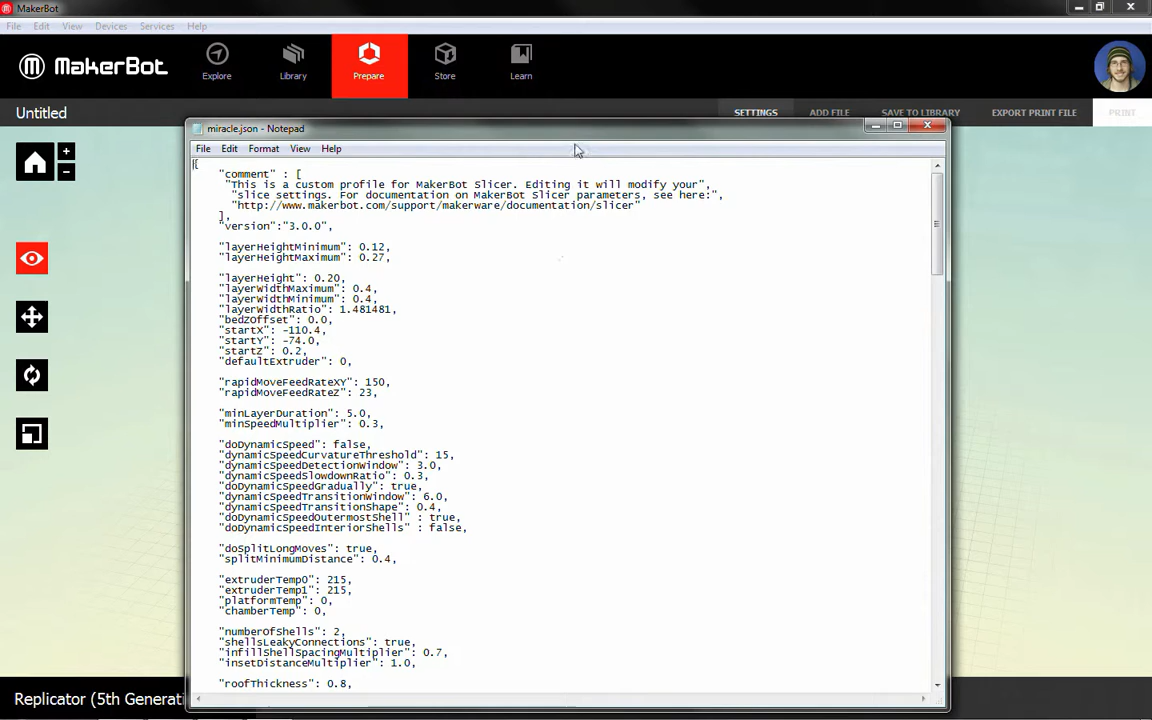 MakerBot
File Edit View Devices Services Help
MakerBot
Explore Library Prepare Store Learn
Untitled
SETTINGS ADD FILE SAVE TO LIBRARY EXPORT PRINT FILE PRINT
miracle.json - Notepad
File Edit Format View Help
{
"comment" : [
"This is a custom profile for MakerBot Slicer. Editing it will modify your",
"Slice settings. For documentation on MakerBot Slicer parameters, see here:",
"http://www.makerbot.com/support/makerware/documentation/slicer"
],
"version":"3.0.0",
"layerHeightMinimum": 0.12,
"layerHeightMaximum": 0.27,
"layerHeight": 0.20,
"layerWidthMaximum": 0.4,
"layerWidthMinimum": 0.4,
"layerWidthRatio": 1.481481,
"bedZOffset": 0.0,
"startX": -110.4,
"startY": -74.0,
"startZ": 0.2,
"defaultExtruder": 0,
"rapidMoveFeedRateXY": 150,
"rapidMoveFeedRateZ": 23,
"minLayerDuration": 5.0,
"minSpeedMultiplier": 0.3,
"doDynamicSpeed": false,
"dynamicSpeedCurvatureThreshold": 15,
"dynamicSpeedDetectionWindow": 3.0,
"dynamicSpeedSlowdownRatio": 0.3,
"doDynamicSpeedGradually": true,
"dynamicSpeedTransitionWindow": 6.0,
"dynamicSpeedTransitionShape": 0.4,
"doDynamicSpeedOutermostShell" : true,
"doDynamicSpeedInteriorShells" : false,
"doSplitLongMoves": true,
"splitMinimumDistance": 0.4,
"extruderTemp0": 215,
"extruderTemp1": 215,
"platformTemp": 0,
"chamberTemp": 0,
"numberOfShells": 2,
"shellsLeakyConnections": true,
"infillShellSpacingMultiplier": 0.7,
"insetDistanceMultiplier": 1.0,
"roofThickness": 0.8,
Replicator (5th Generati